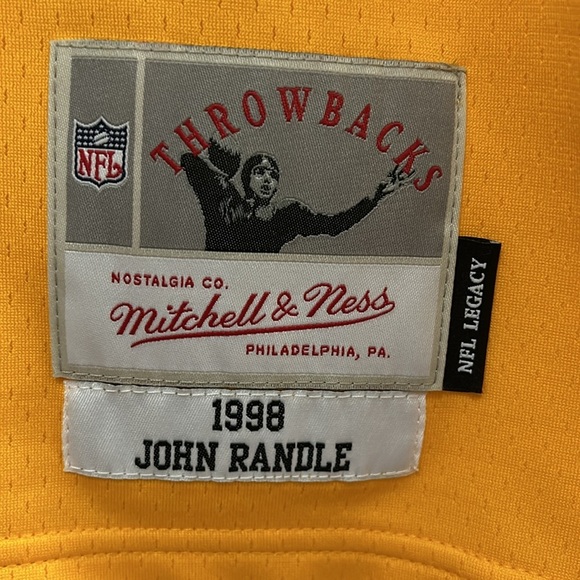 THROWBACKS
NFL
NOSTALGIA CO.
Mitchell & Ness
PHILADELPHIA, PA.
NFL LEGACY
1998
JOHN RANDLE